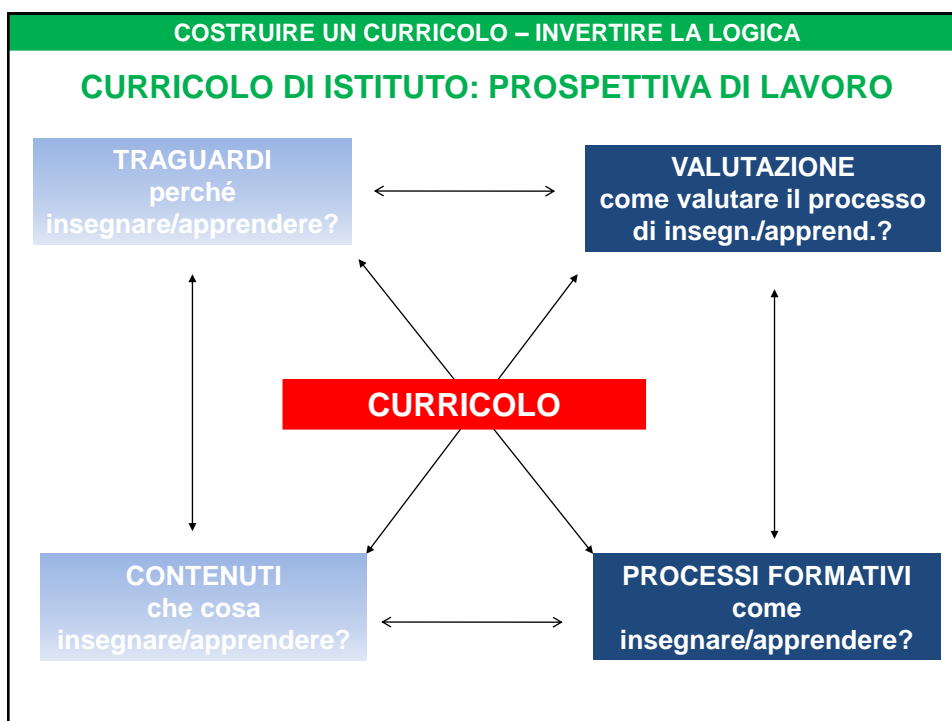 COSTRUIRE UN CURRICOLO – INVERTIRE LA LOGICA
CURRICOLO DI ISTITUTO: PROSPETTIVA DI LAVORO
TRAGUARDI
perché
insegnare/apprendere?
VALUTAZIONE
come valutare il processo
di insegn./apprend.?
CURRICOLO
CONTENUTI
che cosa
insegnare/apprendere?
PROCESSI FORMATIVI
come
insegnare/apprendere?